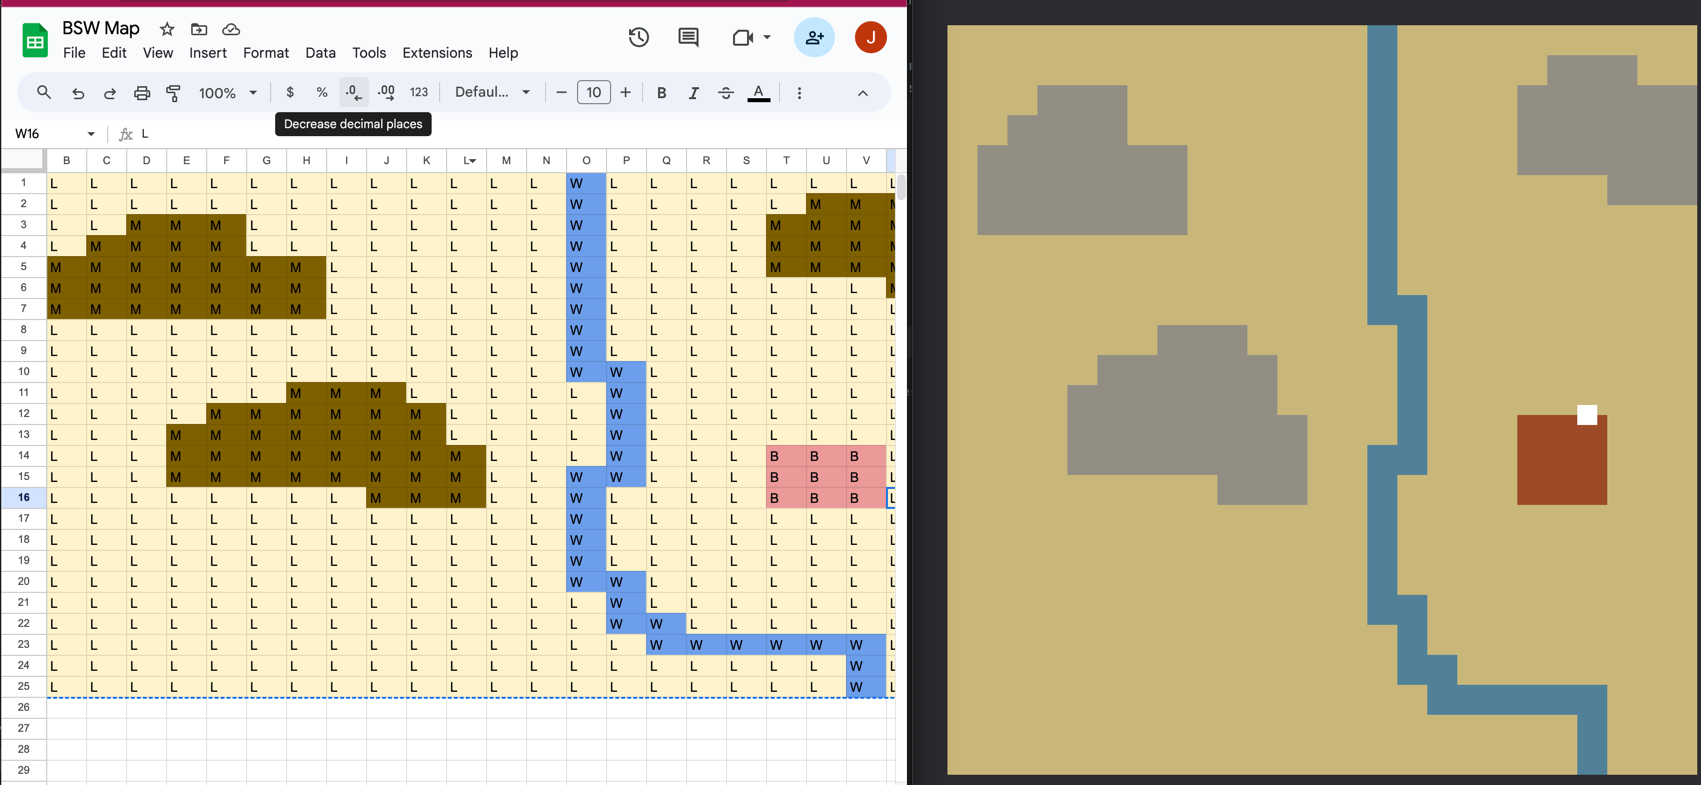 BSW Map
File Edit View Insert Format Data Tools Extensions Help
J
100% $ % .0 .00 123 Defaul... − 10 + B I S A
Decrease decimal places
W16 fx L
B C D E F G H I J K L M N O P Q R S T U V
1 L L L L L L L L L L L L L W L L L L L L L L
2 L L L L L L L L L L L L L W L L L L L M M M
3 L L M M M L L L L L L L L W L L L L M M M M
4 L M M M M L L L L L L L L W L L L L M M M M
5 M M M M M M M L L L L L L W L L L L M M M M
6 M M M M M M M L L L L L L W L L L L L L L M
7 M M M M M M M L L L L L L W L L L L L L L L
8 L L L L L L L L L L L L L W L L L L L L L L
9 L L L L L L L L L L L L L W L L L L L L L L
10 L L L L L L L L L L L L L W W L L L L L L L
11 L L L L L L M M M L L L L L W L L L L L L L
12 L L L L M M M M M M L L L L W L L L L L L L
13 L L L M M M M M M M L L L L W L L L L L L L
14 L L L M M M M M M M M L L L W L L L B B B L
15 L L L M M M M M M M M L L W W L L L B B B L
16 L L L L L L L L M M M L L W L L L L B B B L
17 L L L L L L L L L L L L L W L L L L L L L L
18 L L L L L L L L L L L L L W L L L L L L L L
19 L L L L L L L L L L L L L W L L L L L L L L
20 L L L L L L L L L L L L L W W L L L L L L L
21 L L L L L L L L L L L L L L W L L L L L L L
22 L L L L L L L L L L L L L L W W L L L L L L
23 L L L L L L L L L L L L L L L W W W W W W L
24 L L L L L L L L L L L L L L L L L L L L W L
25 L L L L L L L L L L L L L L L L L L L L W L
26
27
28
29